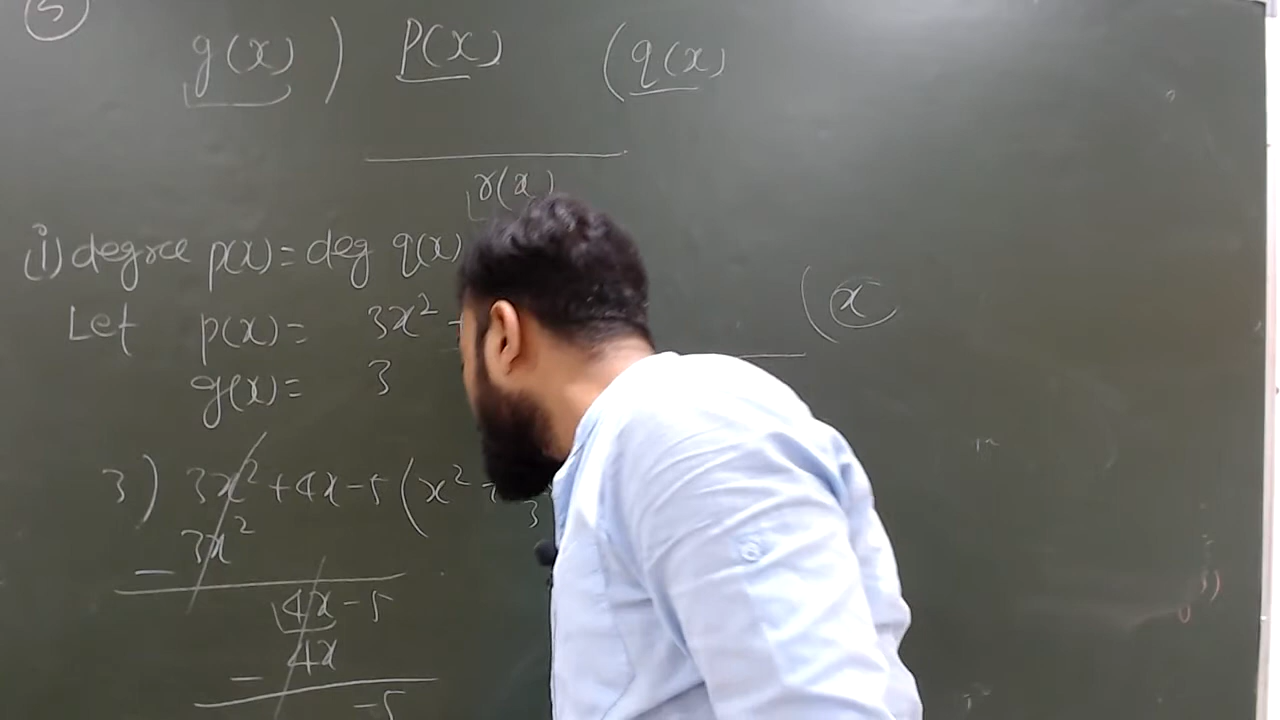 5
g(x) ) p(x) (q(x)
r(x)
(i) degree p(x) = deg q(x)
Let p(x) = 3x²
g(x) = 3
(x
3) 3x² + 4x - 5 (x²
3
- 3x²
4x - 5
- 4x
-5